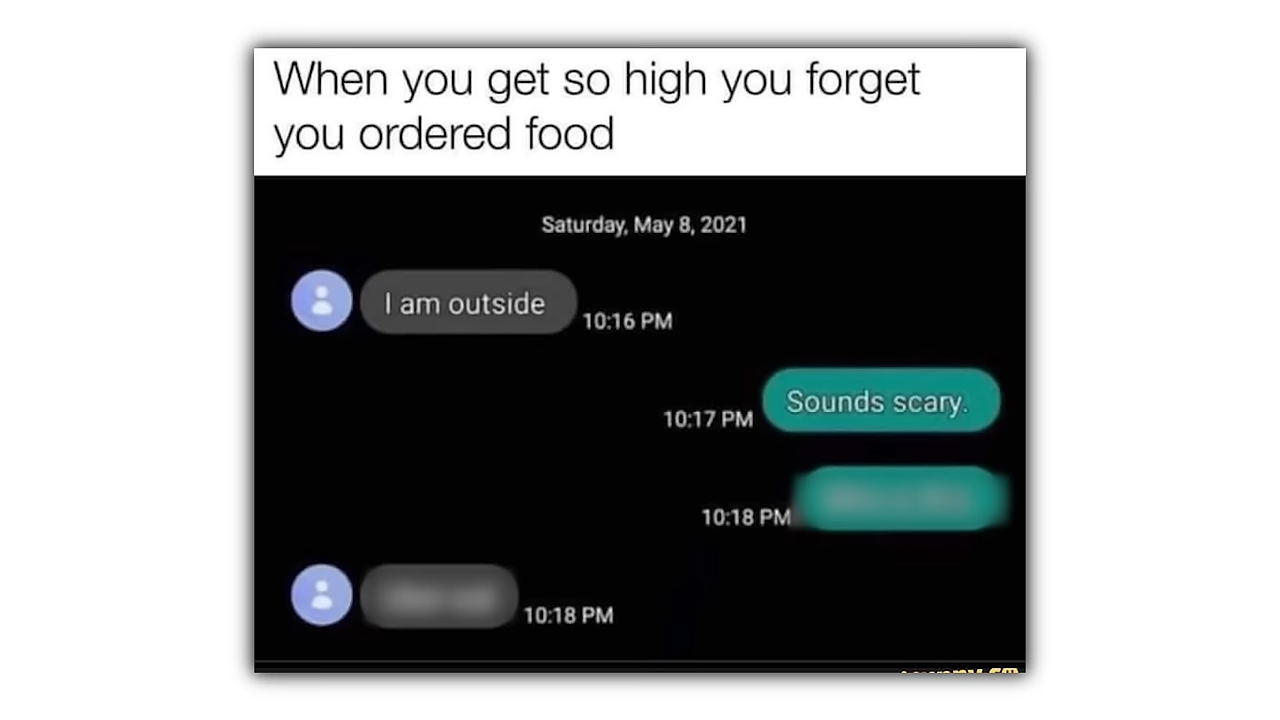 When you get so high you forget
you ordered food
Saturday, May 8, 2021
I am outside
10:16 PM
Sounds scary.
10:17 PM
10:18 PM
10:18 PM